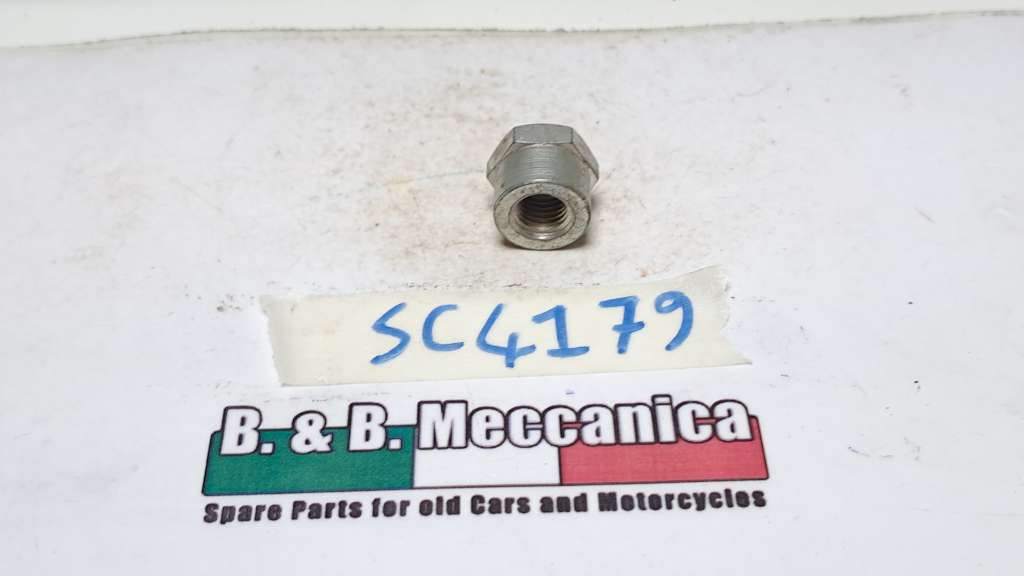 SC4179
B. & B. Meccanica
Spare Parts for old Cars and Motorcycles